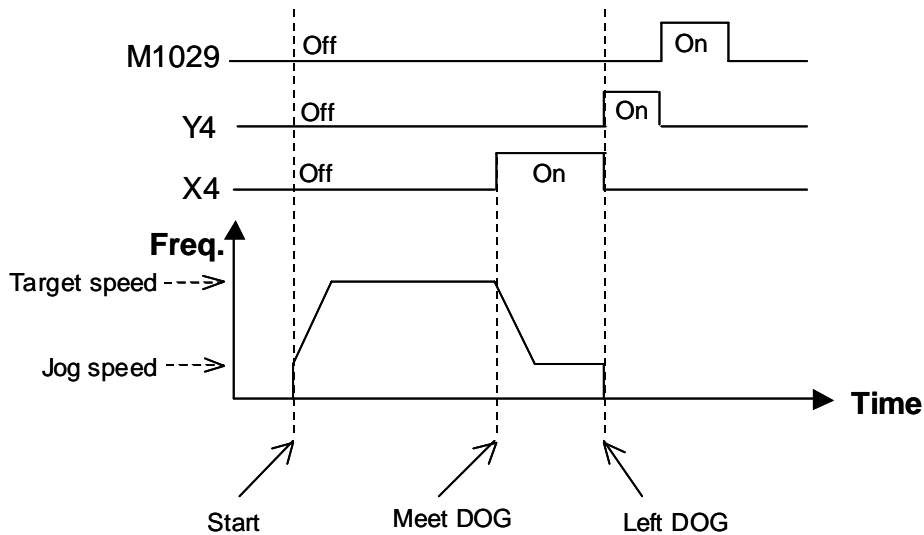 M1029 Off On
Y4 Off On
X4 Off On
Freq.
Target speed
Jog speed
Time
Start Meet DOG Left DOG